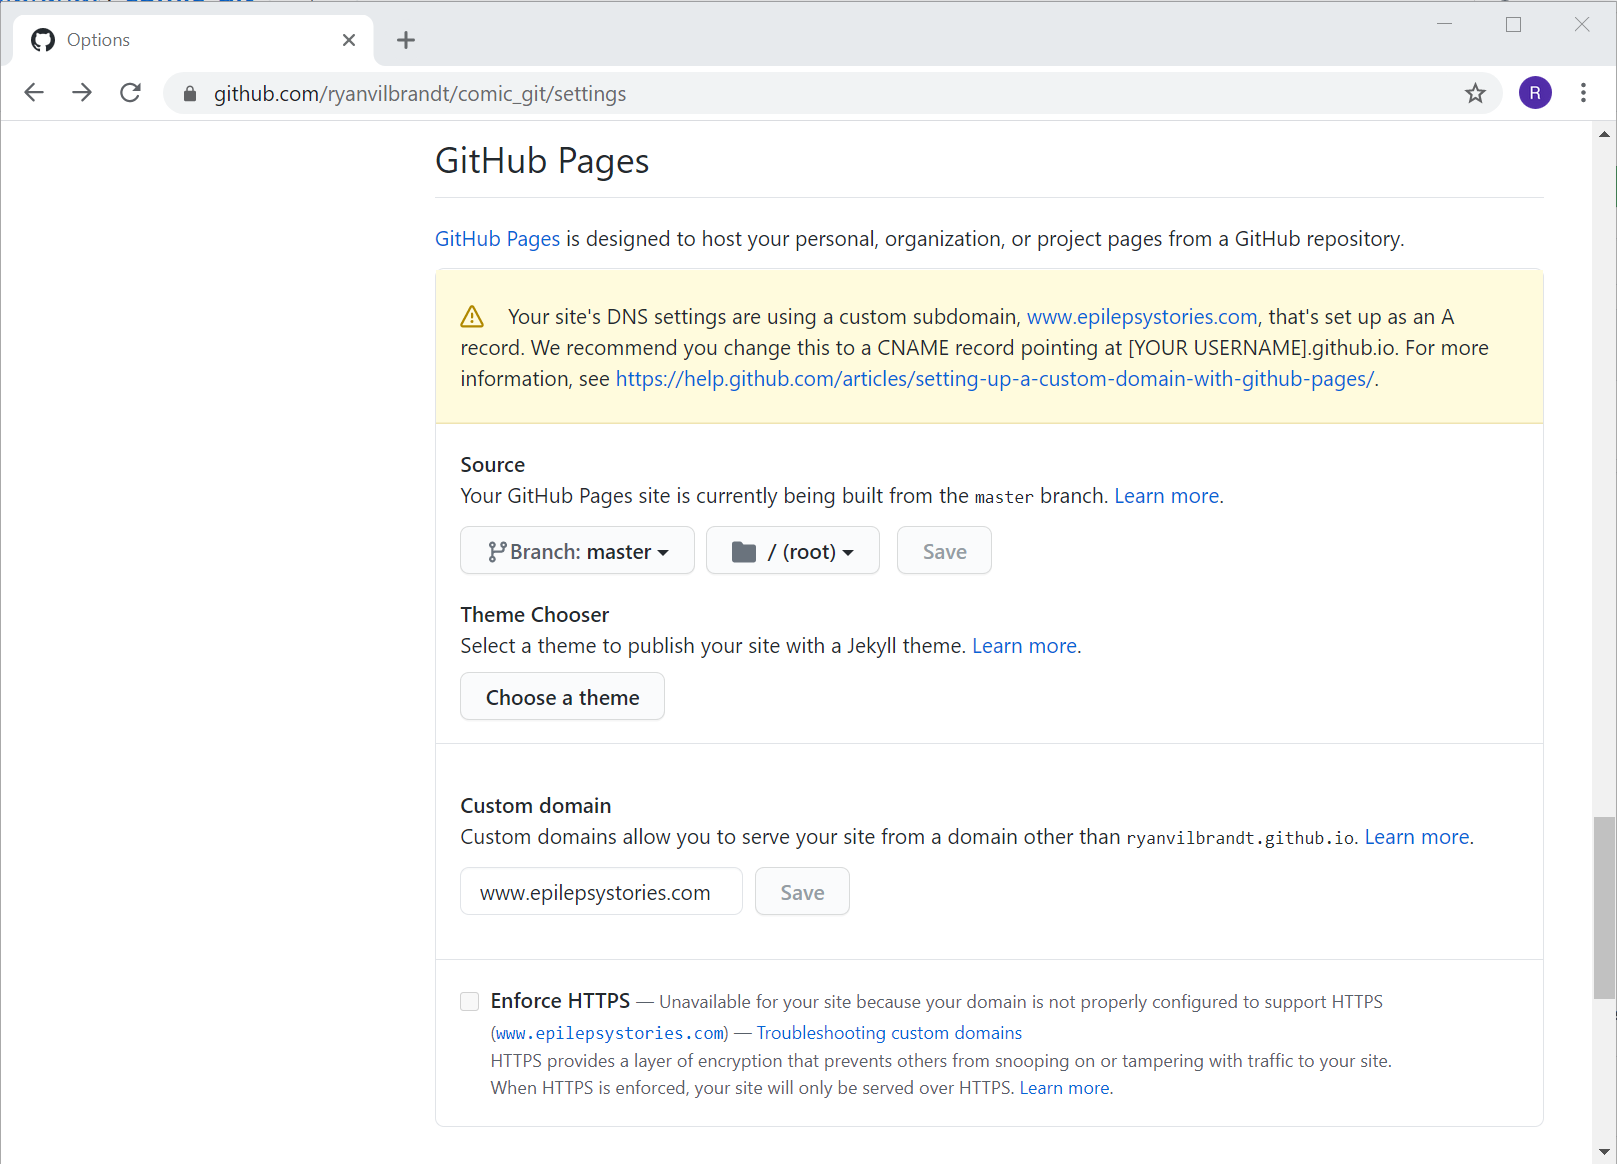 Options
github.com/ryanvilbrandt/comic_git/settings
R
GitHub Pages
GitHub Pages is designed to host your personal, organization, or project pages from a GitHub repository.
Your site's DNS settings are using a custom subdomain, www.epilepsystories.com, that's set up as an A
record. We recommend you change this to a CNAME record pointing at [YOUR USERNAME].github.io. For more
information, see https://help.github.com/articles/setting-up-a-custom-domain-with-github-pages/.
Source
Your GitHub Pages site is currently being built from the master branch. Learn more.
Branch: master / (root) Save
Theme Chooser
Select a theme to publish your site with a Jekyll theme. Learn more.
Choose a theme
Custom domain
Custom domains allow you to serve your site from a domain other than ryanvilbrandt.github.io. Learn more.
www.epilepsystories.com Save
Enforce HTTPS — Unavailable for your site because your domain is not properly configured to support HTTPS
(www.epilepsystories.com) — Troubleshooting custom domains
HTTPS provides a layer of encryption that prevents others from snooping on or tampering with traffic to your site.
When HTTPS is enforced, your site will only be served over HTTPS. Learn more.